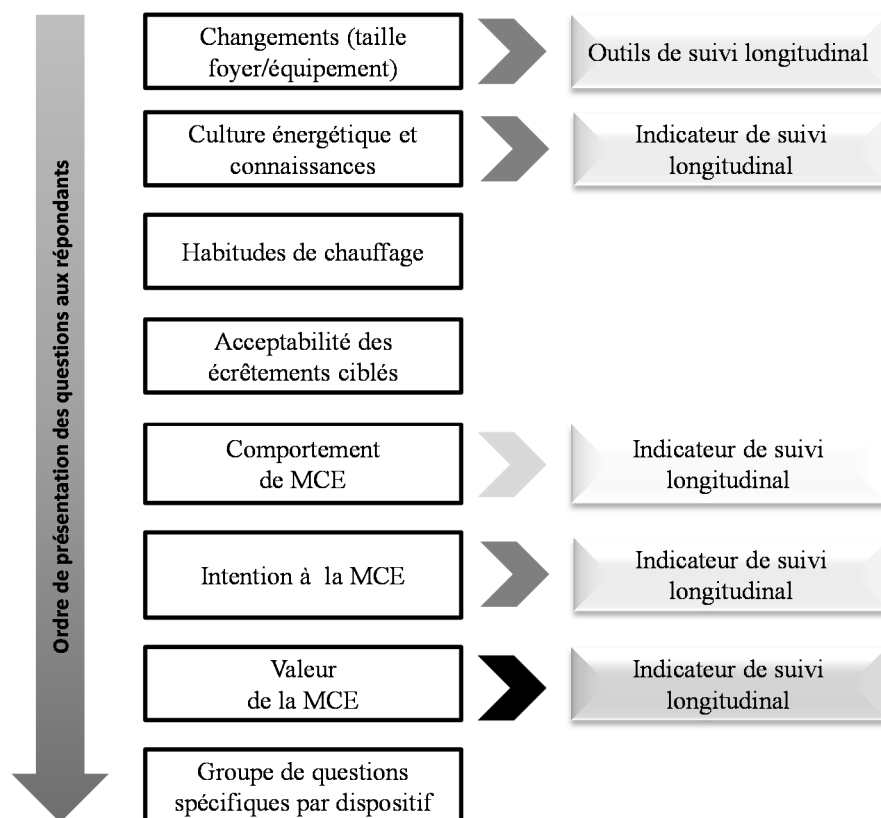 Ordre de présentation des questions aux répondants
Changements (taille
foyer/équipement)
Outils de suivi longitudinal
Culture énergétique et
connaissances
Indicateur de suivi
longitudinal
Habitudes de chauffage
Acceptabilité des
écrêtements ciblés
Comportement
de MCE
Indicateur de suivi
longitudinal
Intention à la MCE
Indicateur de suivi
longitudinal
Valeur
de la MCE
Indicateur de suivi
longitudinal
Groupe de questions
spécifiques par dispositif